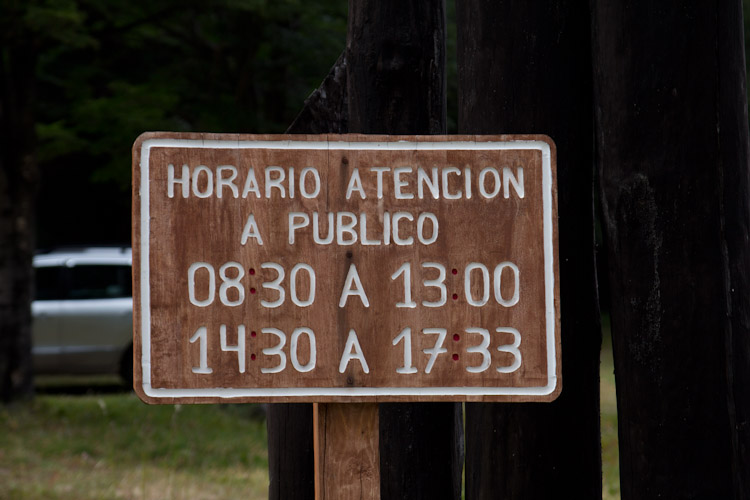 HORARIO ATENCION
A PUBLICO
08:30 A 13:00
14:30 A 17:33